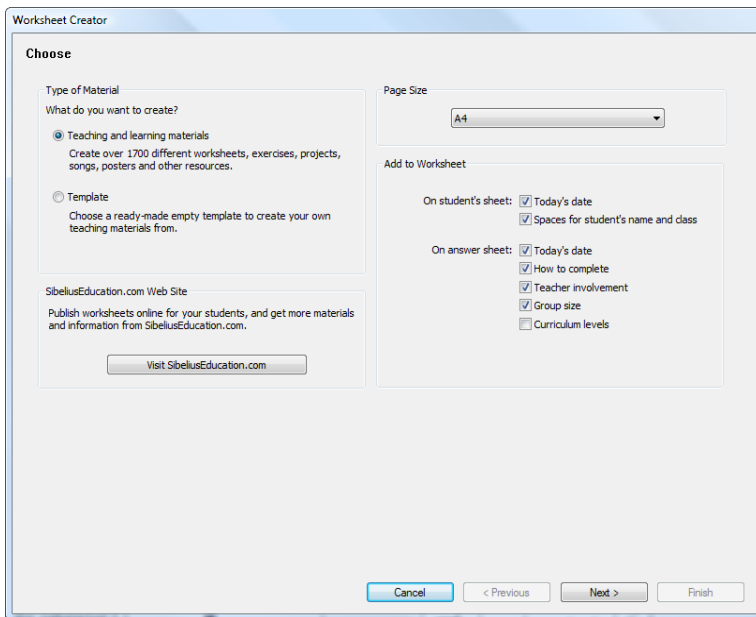 Worksheet Creator
Choose
Type of Material
What do you want to create?
Teaching and learning materials
Create over 1700 different worksheets, exercises, projects,
songs, posters and other resources.
Template
Choose a ready-made empty template to create your own
teaching materials from.
SibeliusEducation.com Web Site
Publish worksheets online for your students, and get more materials
and information from SibeliusEducation.com.
Visit SibeliusEducation.com
Page Size
A4
Add to Worksheet
On student's sheet: Today's date
Spaces for student's name and class
On answer sheet: Today's date
How to complete
Teacher involvement
Group size
Curriculum levels
Cancel < Previous Next > Finish